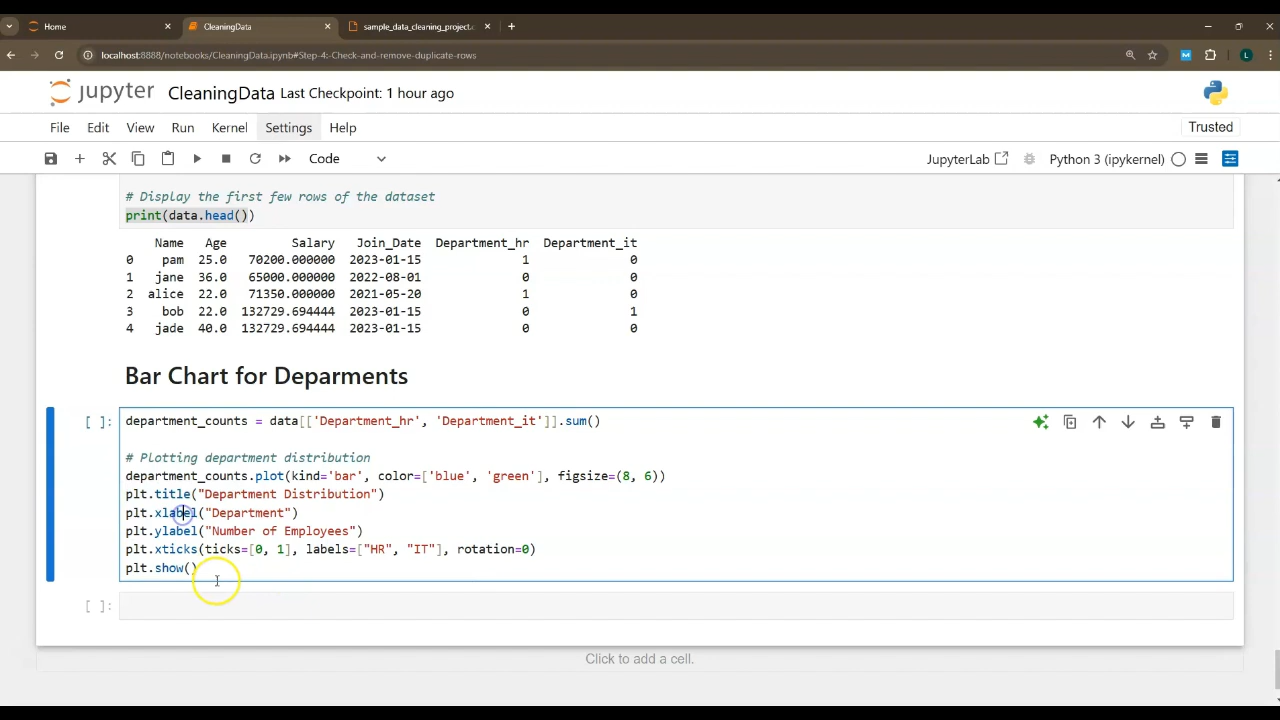 Home
CleaningData
sample_data_cleaning_project.c
localhost:8888/notebooks/CleaningData.ipynb#Step-4:-Check-and-remove-duplicate-rows
L
jupyter CleaningData Last Checkpoint: 1 hour ago
File Edit View Run Kernel Settings Help
Trusted
Code
JupyterLab
Python 3 (ipykernel)
# Display the first few rows of the dataset
print(data.head())
Name Age Salary Join_Date Department_hr Department_it
0 pam 25.0 70200.000000 2023-01-15 1 0
1 jane 36.0 65000.000000 2022-08-01 0 0
2 alice 22.0 71350.000000 2021-05-20 1 0
3 bob 22.0 132729.694444 2023-01-15 0 1
4 jade 40.0 132729.694444 2023-01-15 0 0
Bar Chart for Deparments
[ ]: department_counts = data[['Department_hr', 'Department_it']].sum()
# Plotting department distribution
department_counts.plot(kind='bar', color=['blue', 'green'], figsize=(8, 6))
plt.title("Department Distribution")
plt.xlabel("Department")
plt.ylabel("Number of Employees")
plt.xticks(ticks=[0, 1], labels=["HR", "IT"], rotation=0)
plt.show()
[ ]:
Click to add a cell.